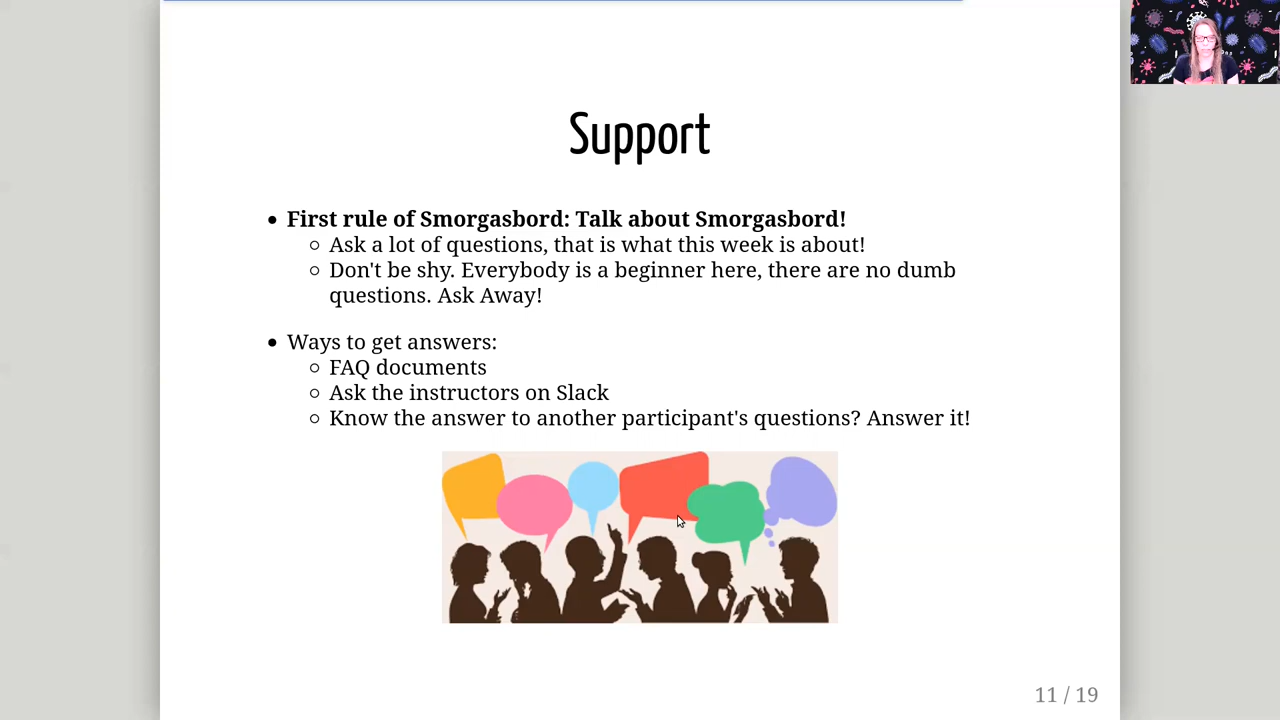 Support
First rule of Smorgasbord: Talk about Smorgasbord!
Ask a lot of questions, that is what this week is about!
Don't be shy. Everybody is a beginner here, there are no dumb
questions. Ask Away!
Ways to get answers:
FAQ documents
Ask the instructors on Slack
Know the answer to another participant's questions? Answer it!
11 / 19